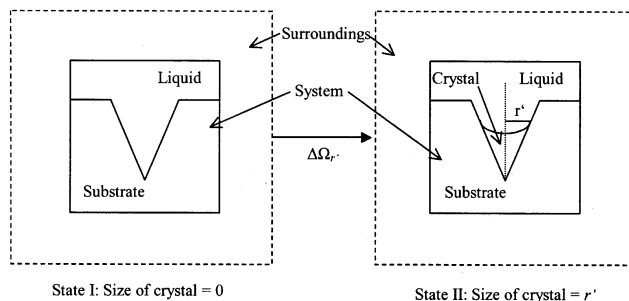 Surroundings
Liquid
System
Substrate
ΔΩr‘
Crystal
Liquid
r‘
Substrate
State I: Size of crystal = 0
State II: Size of crystal = r‘